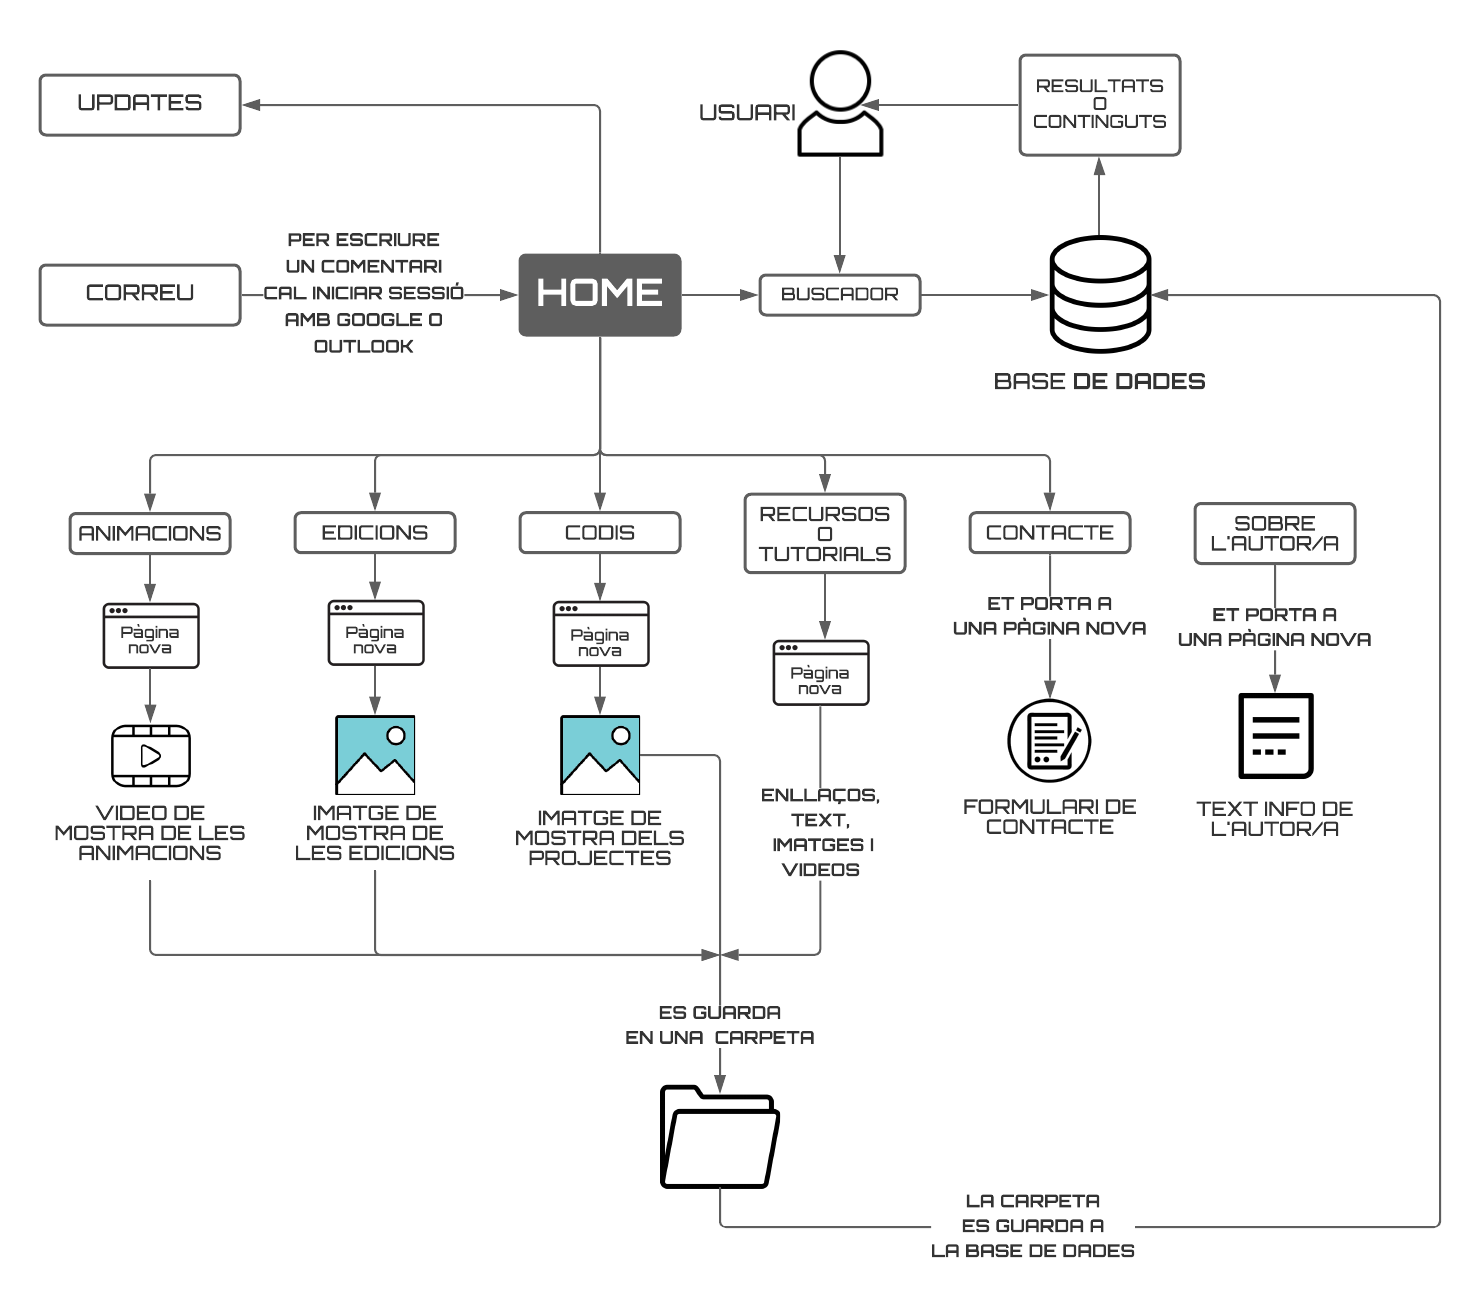 UPDATES
USUARI
RESULTATS
O
CONTINGUTS
CORREU
PER ESCRIURE
UN COMENTARI
CAL INICIAR SESSIÓ
AMB GOOGLE O
OUTLOOK
HOME
BUSCADOR
BASE DE DADES
ANIMACIONS
EDICIONS
CODIS
RECURSOS
O
TUTORIALS
CONTACTE
SOBRE
L'AUTOR/A
Pàgina
nova
Pàgina
nova
Pàgina
nova
Pàgina
nova
ET PORTA A
UNA PÀGINA NOVA
ET PORTA A
UNA PÀGINA NOVA
VIDEO DE
MOSTRA DE LES
ANIMACIONS
IMATGE DE
MOSTRA DE
LES EDICIONS
IMATGE DE
MOSTRA DELS
PROJECTES
ENLLAÇOS,
TEXT,
IMATGES I
VIDEOS
FORMULARI DE
CONTACTE
TEXT INFO DE
L'AUTOR/A
ES GUARDA
EN UNA CARPETA
LA CARPETA
ES GUARDA A
LA BASE DE DADES